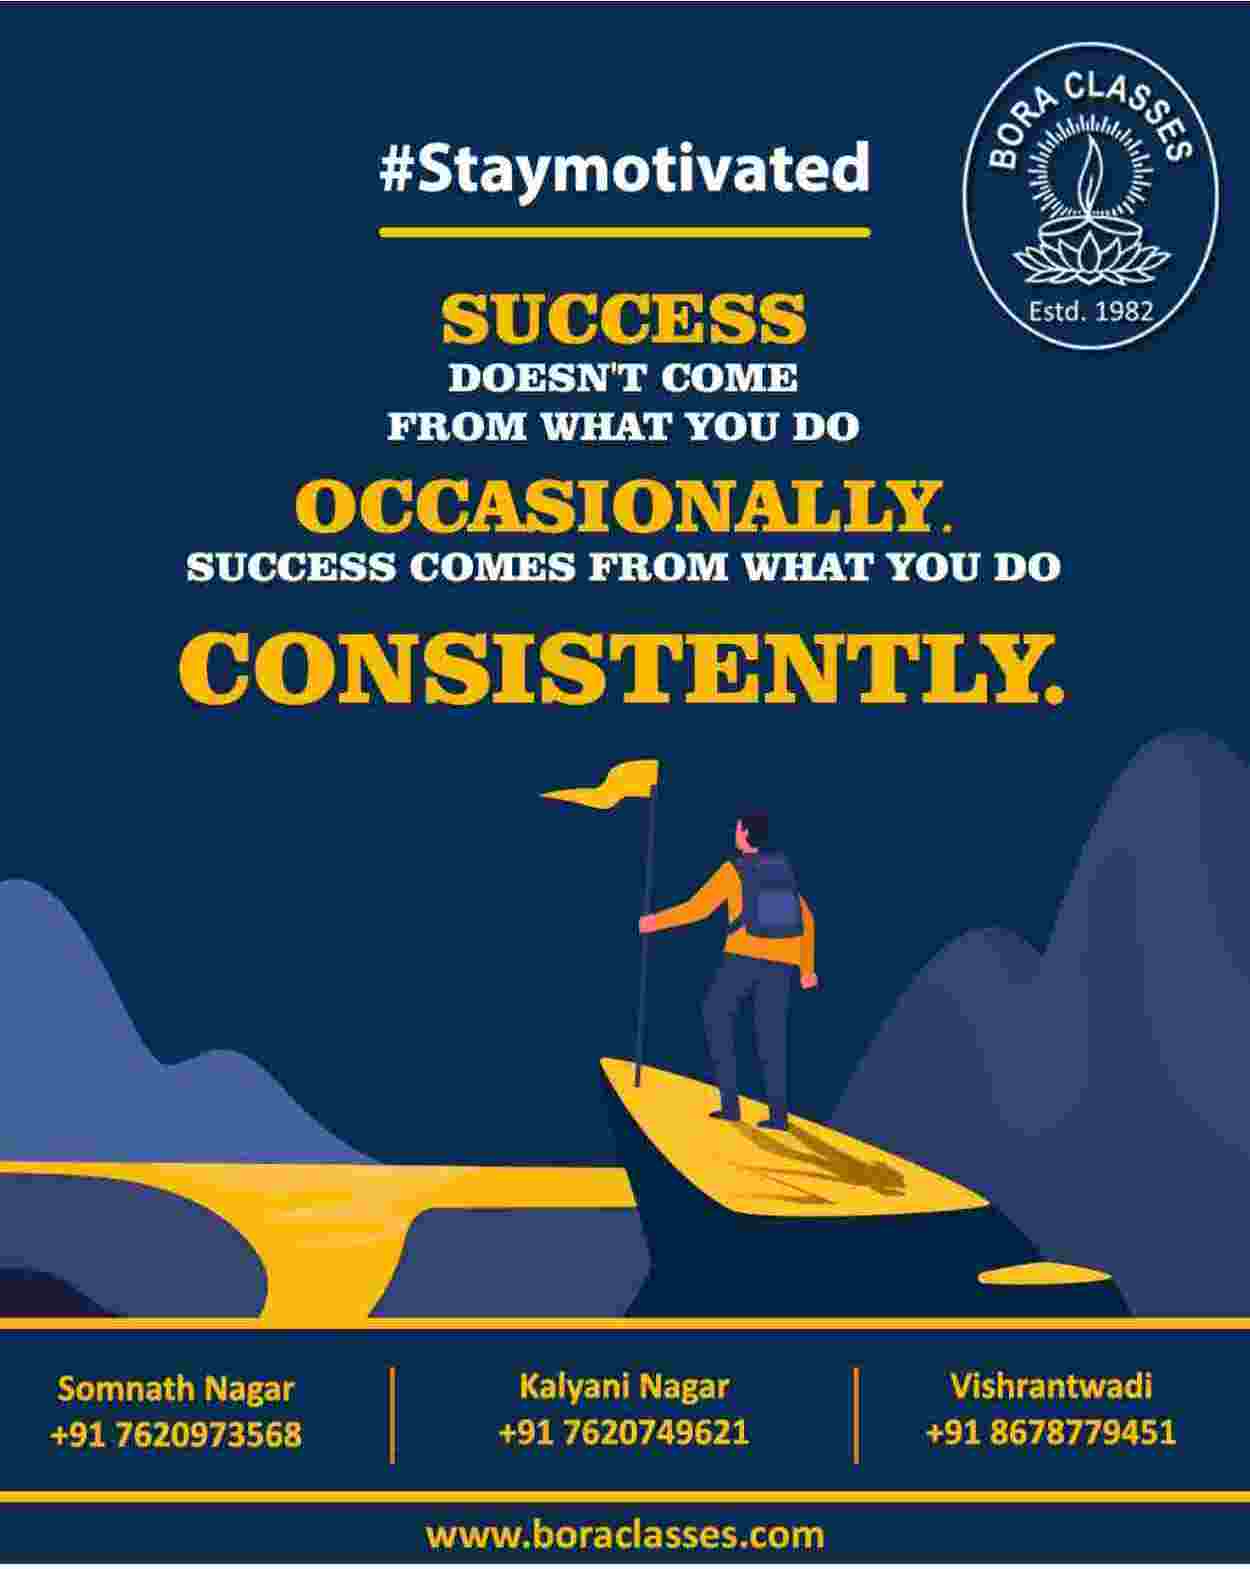 BORA CLASSES
Estd. 1982
#Staymotivated
SUCCESS
DOESN'T COME
FROM WHAT YOU DO
OCCASIONALLY.
SUCCESS COMES FROM WHAT YOU DO
CONSISTENTLY.
Somnath Nagar
+91 7620973568
Kalyani Nagar
+91 7620749621
Vishrantwadi
+91 8678779451
www.boraclasses.com